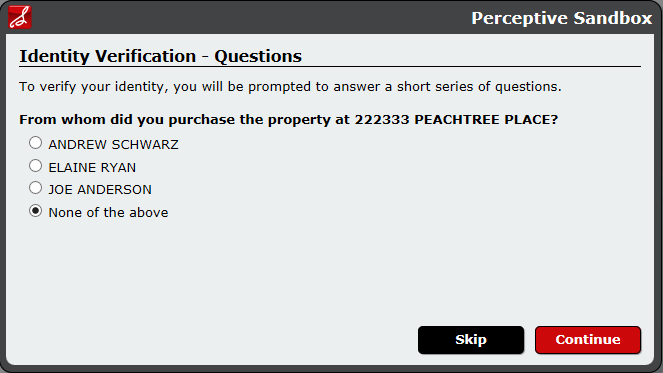 Perceptive Sandbox
Identity Verification - Questions
To verify your identity, you will be prompted to answer a short series of questions.
From whom did you purchase the property at 222333 PEACHTREE PLACE?
ANDREW SCHWARZ
ELAINE RYAN
JOE ANDERSON
None of the above
Skip Continue